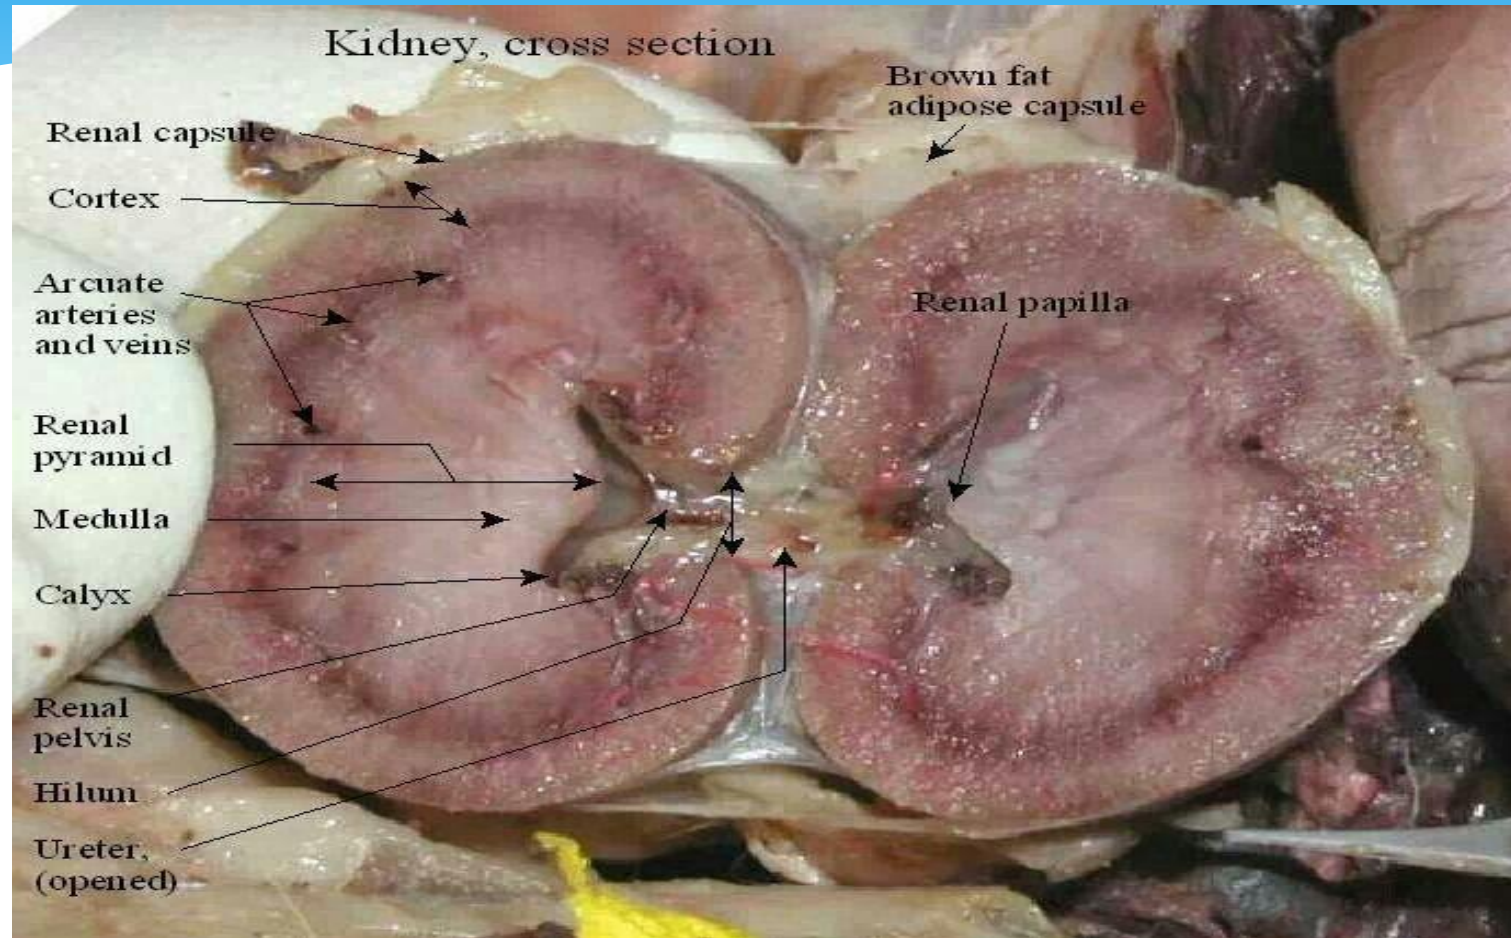 Kidney, cross section
Brown fat
adipose capsule
Renal capsule
Cortex
Arcuate
arteries
and veins
Renal papilla
Renal
pyramid
Medulla
Calyx
Renal
pelvis
Hilum
Ureter,
(opened)